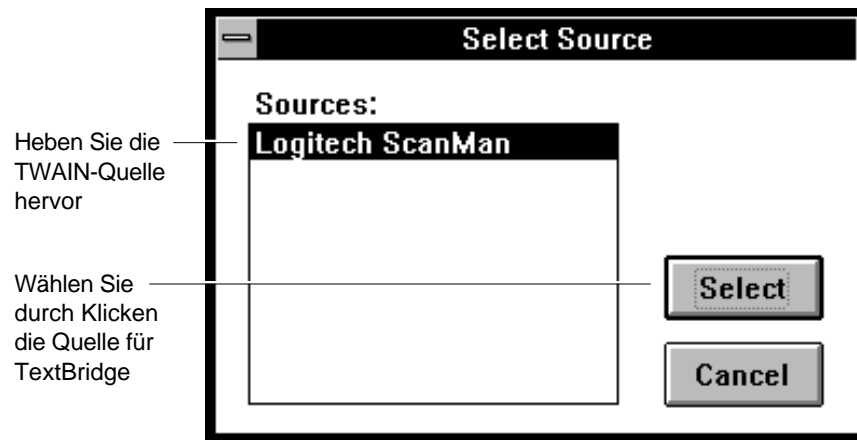 Select Source
Sources:
Logitech ScanMan
Heben Sie die
TWAIN-Quelle
hervor
Wählen Sie
durch Klicken
die Quelle für
TextBridge
Select
Cancel